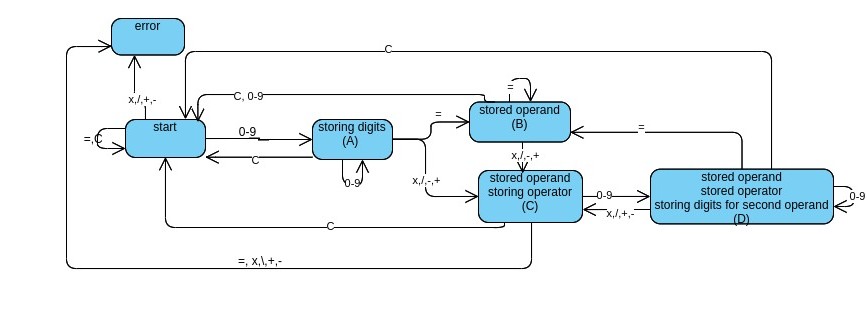 error
C
x,/,+,-
C, 0-9
=
start
=,C
0-9
storing digits
(A)
=
stored operand
(B)
=
C
x,/,-,+
0-9
x,/,-,+
stored operand
storing operator
(C)
0-9
x,/,+,-
stored operand
stored operator
storing digits for second operand
(D)
0-9
C
=, x,\,+,-